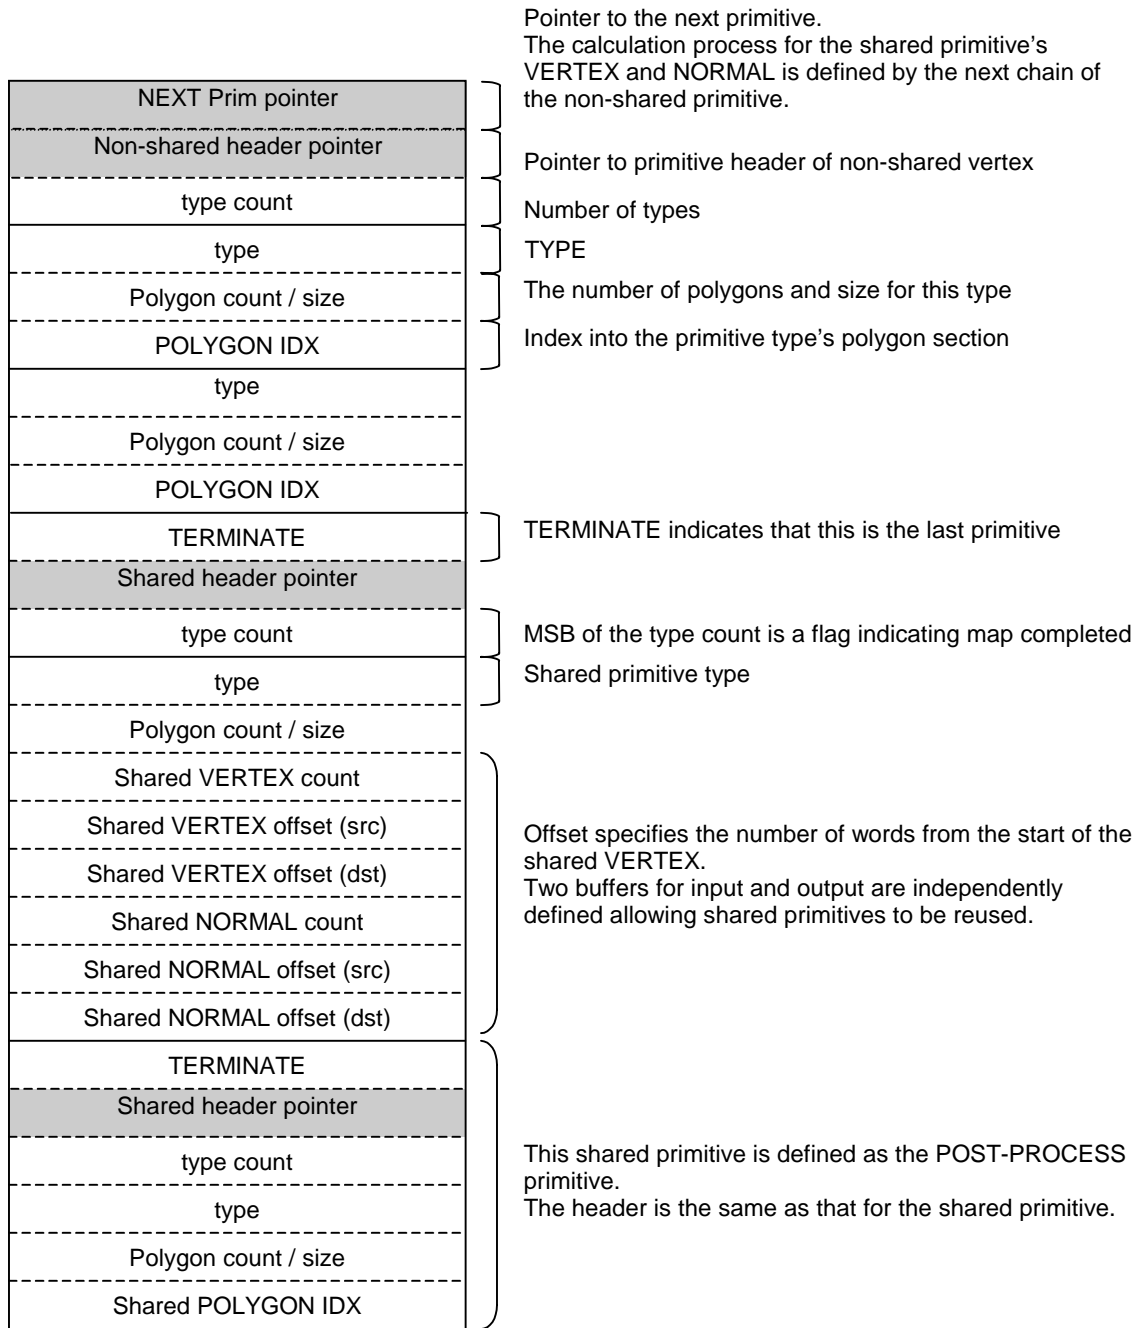 Pointer to the next primitive.
The calculation process for the shared primitive's
VERTEX and NORMAL is defined by the next chain of
the non-shared primitive.
NEXT Prim pointer
Non-shared header pointer
Pointer to primitive header of non-shared vertex
type count
Number of types
type
TYPE
Polygon count / size
The number of polygons and size for this type
POLYGON IDX
Index into the primitive type's polygon section
type
Polygon count / size
POLYGON IDX
TERMINATE
TERMINATE indicates that this is the last primitive
Shared header pointer
type count
MSB of the type count is a flag indicating map completed
type
Shared primitive type
Polygon count / size
Shared VERTEX count
Shared VERTEX offset (src)
Shared VERTEX offset (dst)
Shared NORMAL count
Shared NORMAL offset (src)
Shared NORMAL offset (dst)
Offset specifies the number of words from the start of the
shared VERTEX.
Two buffers for input and output are independently
defined allowing shared primitives to be reused.
TERMINATE
Shared header pointer
type count
type
Polygon count / size
Shared POLYGON IDX
This shared primitive is defined as the POST-PROCESS
primitive.
The header is the same as that for the shared primitive.